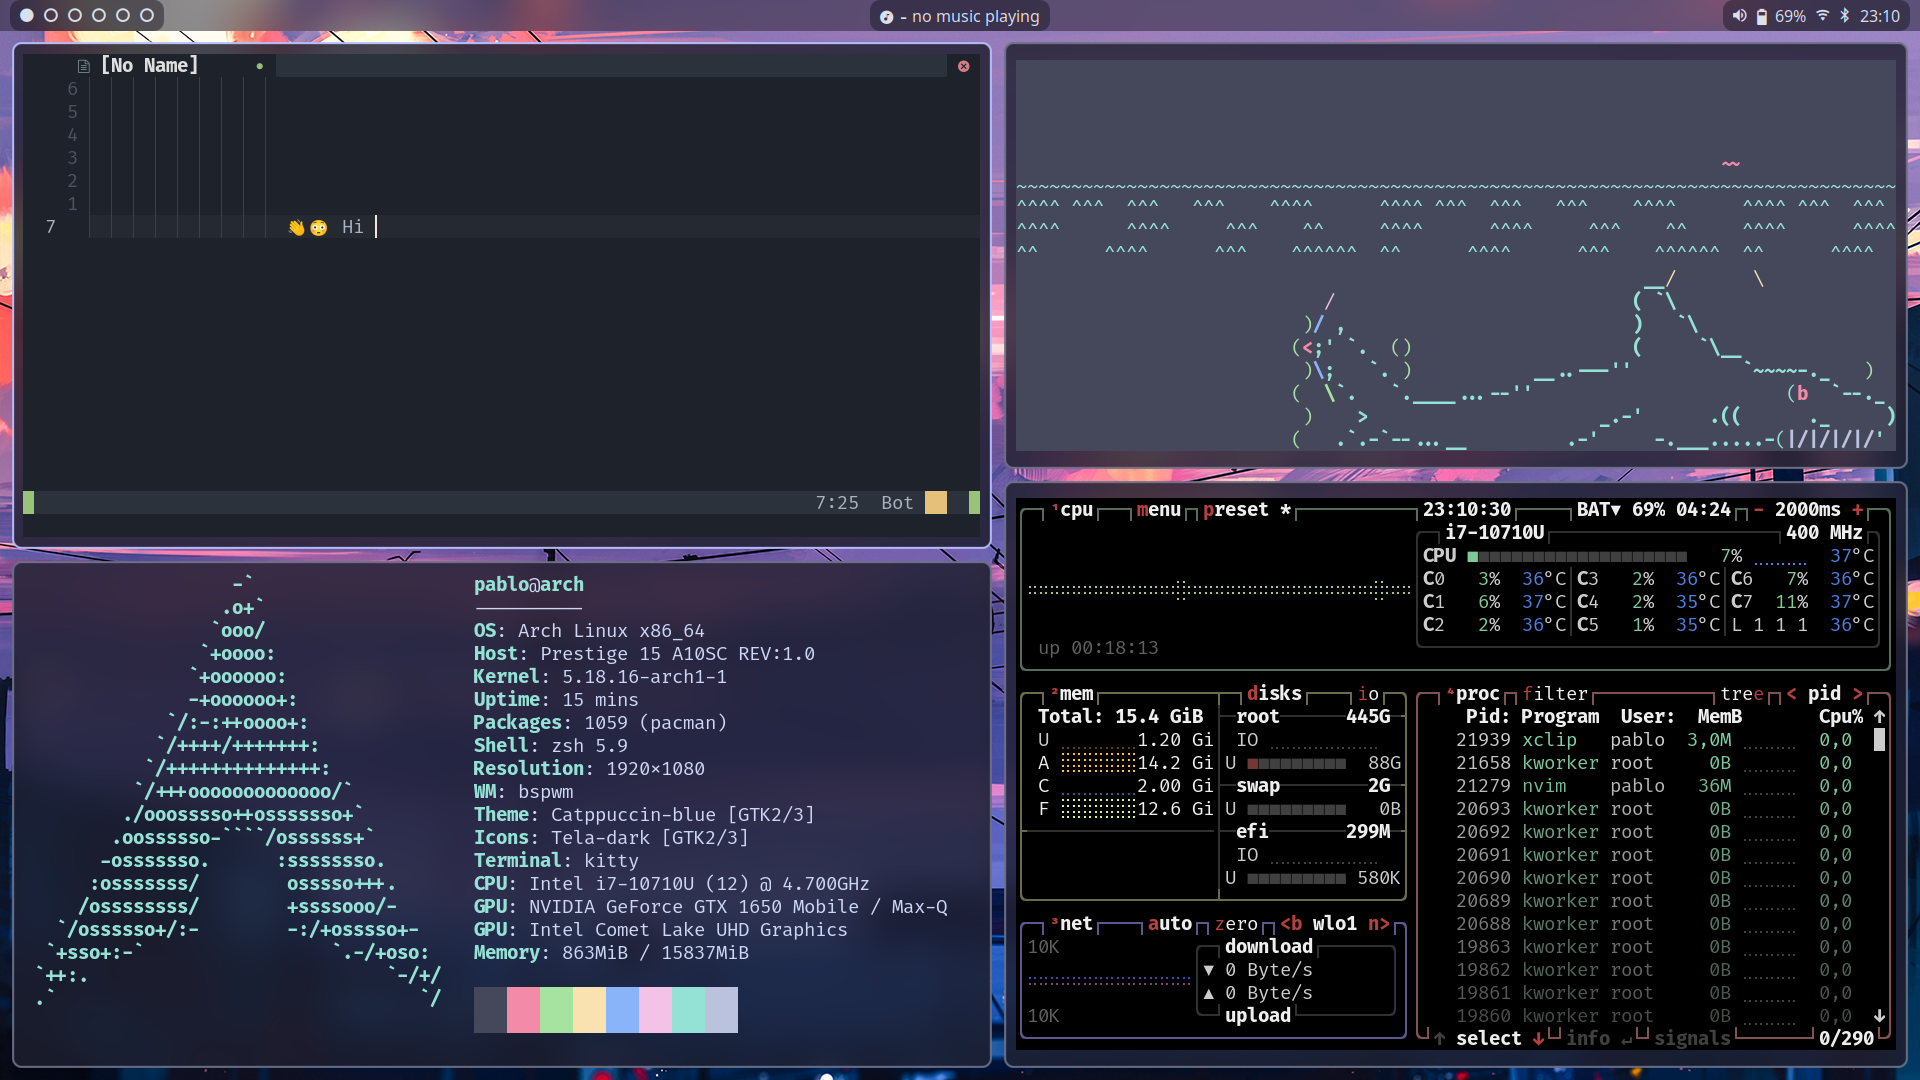 - no music playing
69% 23:10
[No Name]
6
5
4
3
2
1
7 👋😳 Hi
7:25 Bot
pablo@arch
OS: Arch Linux x86_64
Host: Prestige 15 A10SC REV:1.0
Kernel: 5.18.16-arch1-1
Uptime: 15 mins
Packages: 1059 (pacman)
Shell: zsh 5.9
Resolution: 1920×1080
WM: bspwm
Theme: Catppuccin-blue [GTK2/3]
Icons: Tela-dark [GTK2/3]
Terminal: kitty
CPU: Intel i7-10710U (12) @ 4.700GHz
GPU: NVIDIA GeForce GTX 1650 Mobile / Max-Q
GPU: Intel Comet Lake UHD Graphics
Memory: 863MiB / 15837MiB
¹cpu menu preset * 23:10:30 BAT▼ 69% 04:24 - 2000ms +
i7-10710U 400 MHz
CPU 7% 37°C
C0 3% 36°C C3 2% 36°C C6 7% 36°C
C1 6% 37°C C4 2% 35°C C7 11% 37°C
C2 2% 36°C C5 1% 35°C L 1 1 1 36°C
up 00:18:13
²mem disks io
Total: 15.4 GiB root 445G
U 1.20 Gi IO
A 14.2 Gi U 88G
C 2.00 Gi swap 2G
F 12.6 Gi U 0B
efi 299M
IO
U 580K
³net auto zero <b wlo1 n>
10K download
▼ 0 Byte/s
▲ 0 Byte/s
10K upload
⁴proc filter tree < pid >
Pid: Program User: MemB Cpu% ↑
21939 xclip pablo 3,0M 0,0
21658 kworker root 0B 0,0
21279 nvim pablo 36M 0,0
20693 kworker root 0B 0,0
20692 kworker root 0B 0,0
20691 kworker root 0B 0,0
20690 kworker root 0B 0,0
20689 kworker root 0B 0,0
20688 kworker root 0B 0,0
19863 kworker root 0B 0,0
19862 kworker root 0B 0,0
19861 kworker root 0B 0,0
19860 kworker root 0B 0,0 ↓
↑ select ↓ info ↵ signals 0/290